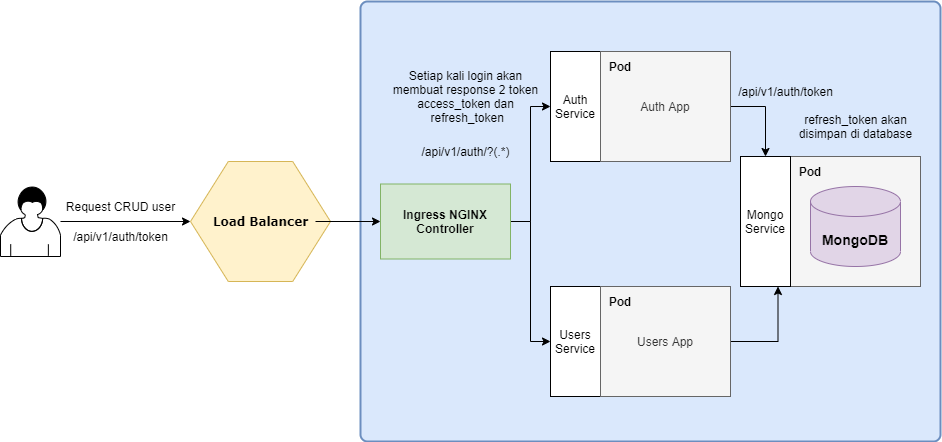 Request CRUD user
/api/v1/auth/token
Load Balancer
Setiap kali login akan
membuat response 2 token
access_token dan
refresh_token
/api/v1/auth/?(.*)
Ingress NGINX
Controller
Auth
Service
Pod
Auth App
/api/v1/auth/token
refresh_token akan
disimpan di database
Users
Service
Pod
Users App
Mongo
Service
Pod
MongoDB